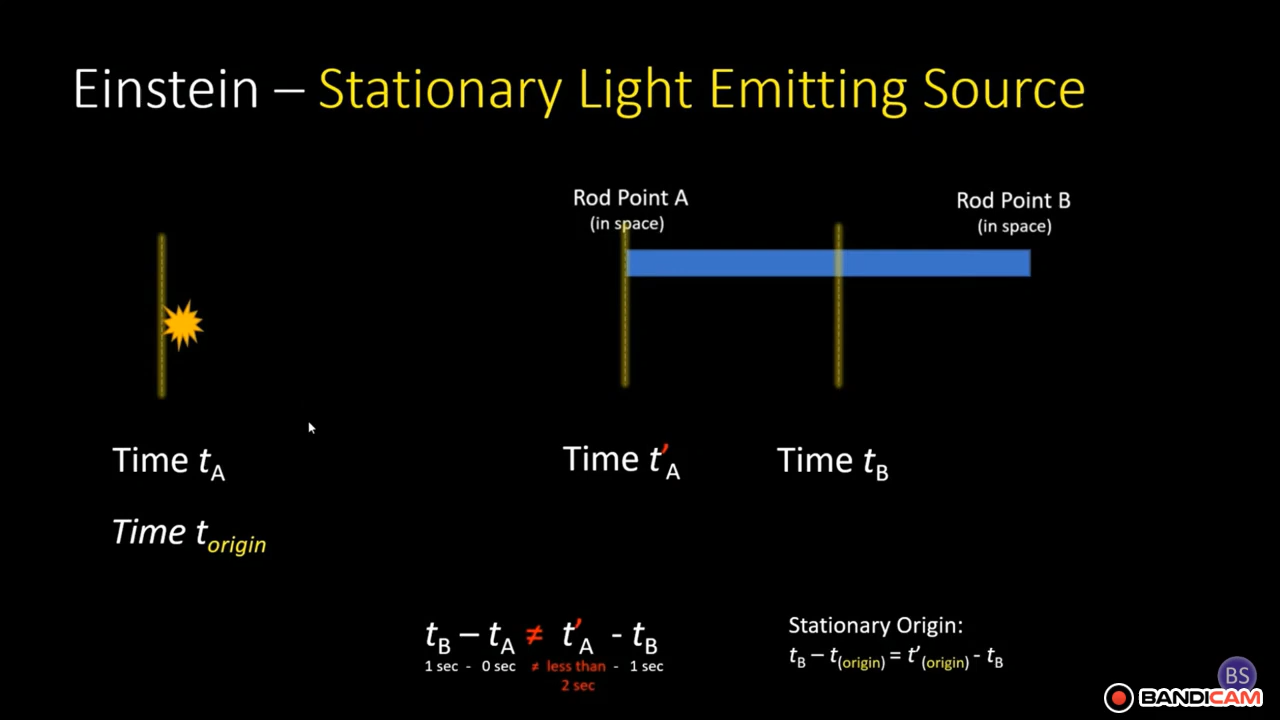 Einstein – Stationary Light Emitting Source
Rod Point A
(in space)
Rod Point B
(in space)
Time tA
Time t’A
Time tB
Time torigin
tB – tA ≠ t’A - tB
1 sec - 0 sec ≠ less than - 1 sec
2 sec
Stationary Origin:
tB – t(origin) = t’(origin) - tB
BS
BANDICAM